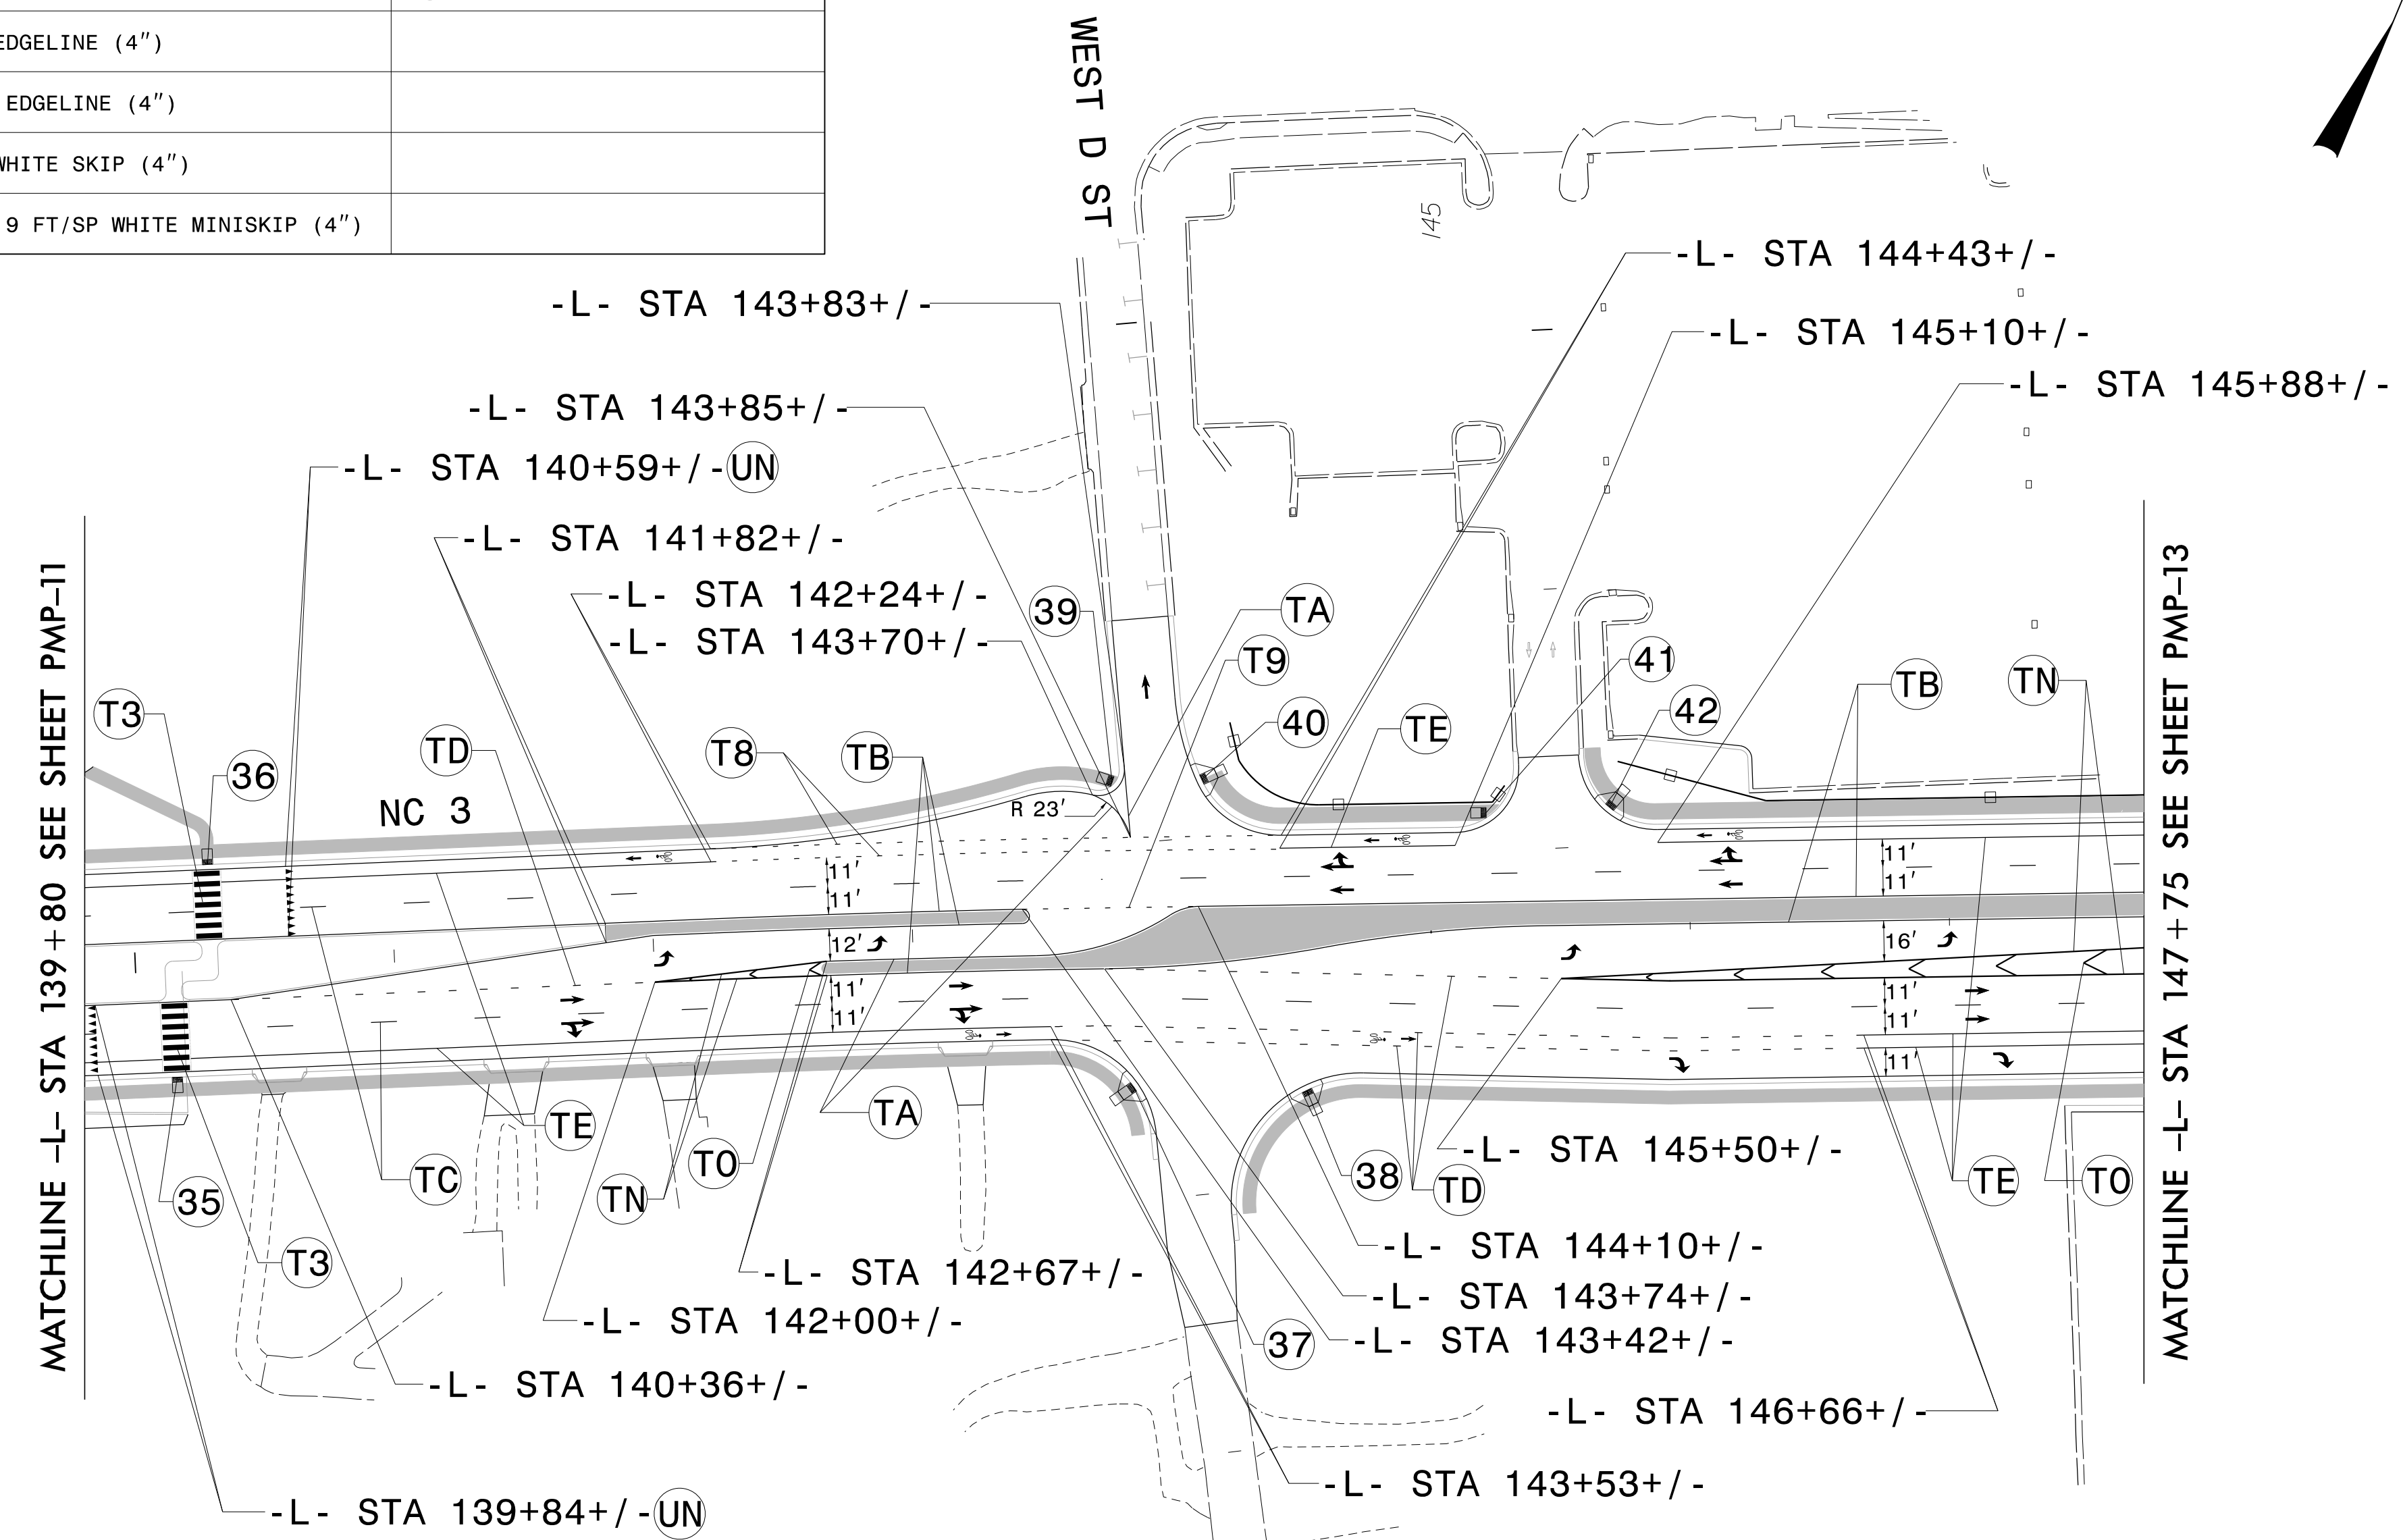 EDGELINE (4")
EDGELINE (4")
WHITE SKIP (4")
9 FT/SP WHITE MINISKIP (4")
WEST D ST
145
-L- STA 144+43+/-
-L- STA 143+83+/-
-L- STA 145+10+/-
-L- STA 145+88+/-
-L- STA 143+85+/-
-L- STA 140+59+/- UN
-L- STA 141+82+/-
-L- STA 142+24+/-
39
TA
-L- STA 143+70+/-
T9
41
TB
TN
T3
40
42
TD
T8
TB
TE
36
NC 3
R 23'
11'
11'
11'
11'
12'
16'
11'
11'
11'
11'
11'
MATCHLINE -L- STA 139+80 SEE SHEET PMP-11
MATCHLINE -L- STA 147+75 SEE SHEET PMP-13
TA
TE
-L- STA 145+50+/-
TO
TC
38
TD
TE
TO
35
TN
T3
-L- STA 144+10+/-
-L- STA 142+67+/-
-L- STA 143+74+/-
-L- STA 142+00+/-
37
-L- STA 143+42+/-
-L- STA 140+36+/-
-L- STA 146+66+/-
-L- STA 143+53+/-
-L- STA 139+84+/- UN